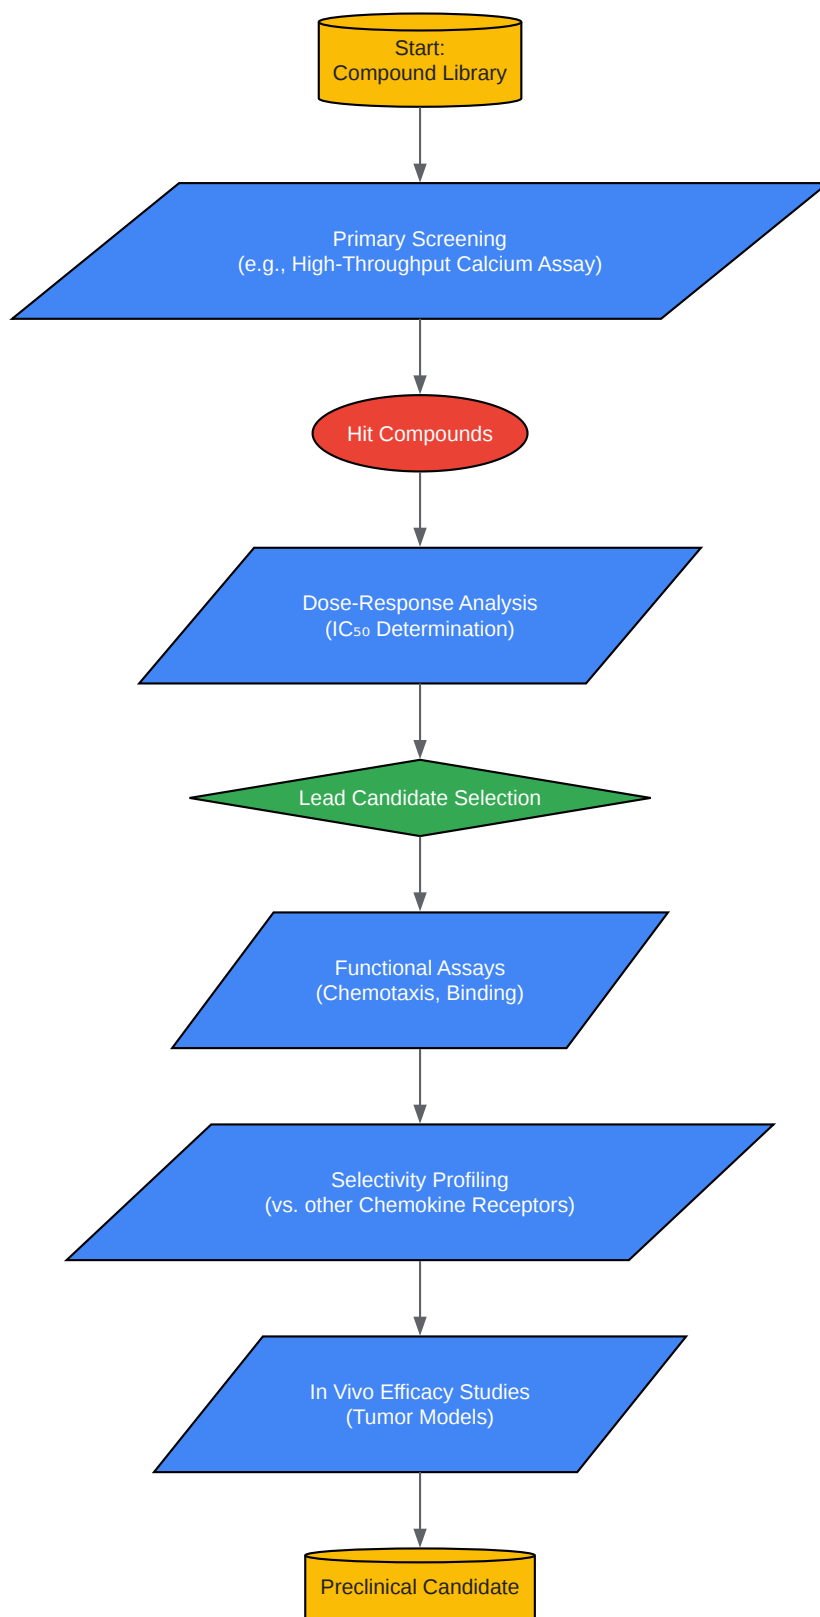 Start:
Compound Library
Primary Screening
(e.g., High-Throughput Calcium Assay)
Hit Compounds
Dose-Response Analysis
(IC₅₀ Determination)
Lead Candidate Selection
Functional Assays
(Chemotaxis, Binding)
Selectivity Profiling
(vs. other Chemokine Receptors)
In Vivo Efficacy Studies
(Tumor Models)
Preclinical Candidate